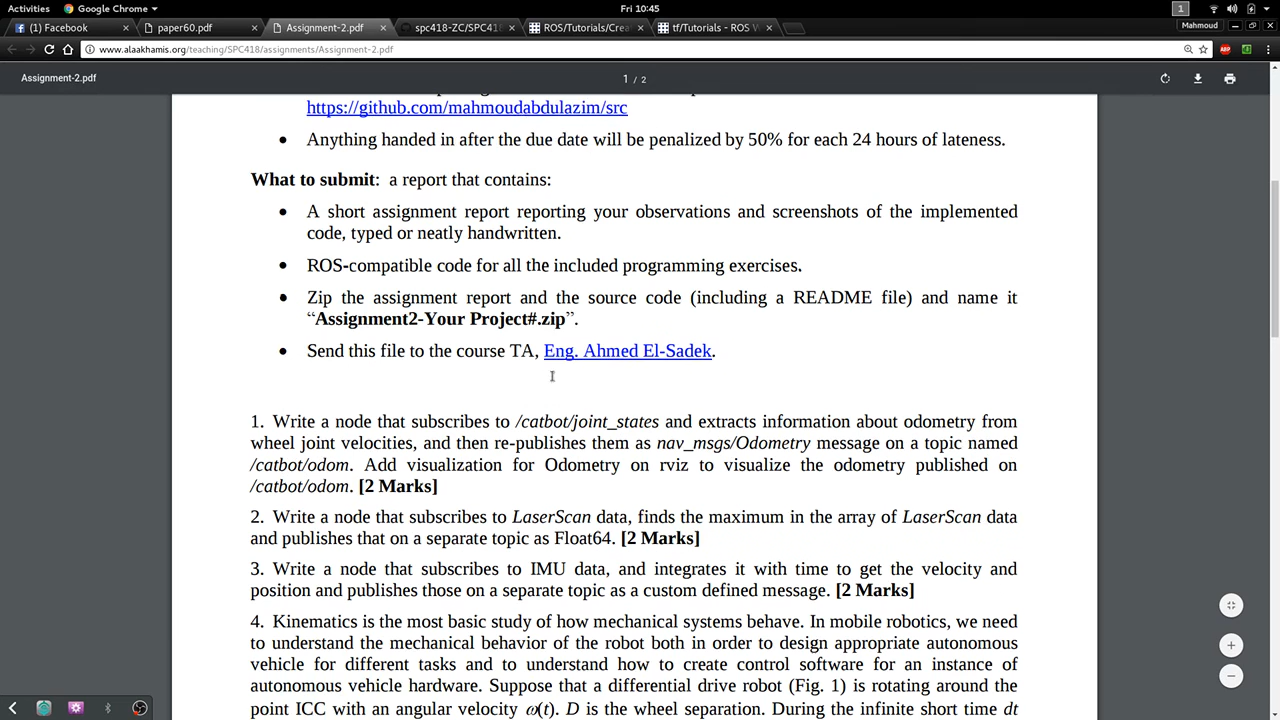 Activities
Google Chrome
Fri 10:45
1
(f) Facebook
paper60.pdf
Assignment-2.pdf
spc418-ZC/SPC418
ROS/Tutorials/Crea
tf/Tutorials - ROS W
Mahmoud
www.alaakhamis.org/teaching/SPC418/assignments/Assignment-2.pdf
ABP
Assignment-2.pdf
1 / 2
https://github.com/mahmoudabdulazim/src
• Anything handed in after the due date will be penalized by 50% for each 24 hours of lateness.
What to submit: a report that contains:
• A short assignment report reporting your observations and screenshots of the implemented
code, typed or neatly handwritten.
• ROS-compatible code for all the included programming exercises.
• Zip the assignment report and the source code (including a README file) and name it
“Assignment2-Your Project#.zip”.
• Send this file to the course TA, Eng. Ahmed El-Sadek.
1. Write a node that subscribes to /catbot/joint_states and extracts information about odometry from
wheel joint velocities, and then re-publishes them as nav_msgs/Odometry message on a topic named
/catbot/odom. Add visualization for Odometry on rviz to visualize the odometry published on
/catbot/odom. [2 Marks]
2. Write a node that subscribes to LaserScan data, finds the maximum in the array of LaserScan data
and publishes that on a separate topic as Float64. [2 Marks]
3. Write a node that subscribes to IMU data, and integrates it with time to get the velocity and
position and publishes those on a separate topic as a custom defined message. [2 Marks]
4. Kinematics is the most basic study of how mechanical systems behave. In mobile robotics, we need
to understand the mechanical behavior of the robot both in order to design appropriate autonomous
vehicle for different tasks and to understand how to create control software for an instance of
autonomous vehicle hardware. Suppose that a differential drive robot (Fig. 1) is rotating around the
point ICC with an angular velocity ω(t). D is the wheel separation. During the infinite short time dt